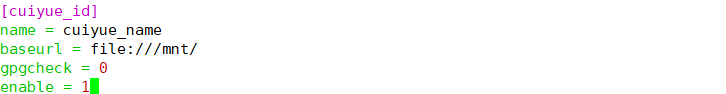 [cuiyue_id]
name = cuiyue_name
baseurl = file:///mnt/
gpgcheck = 0
enable = 1